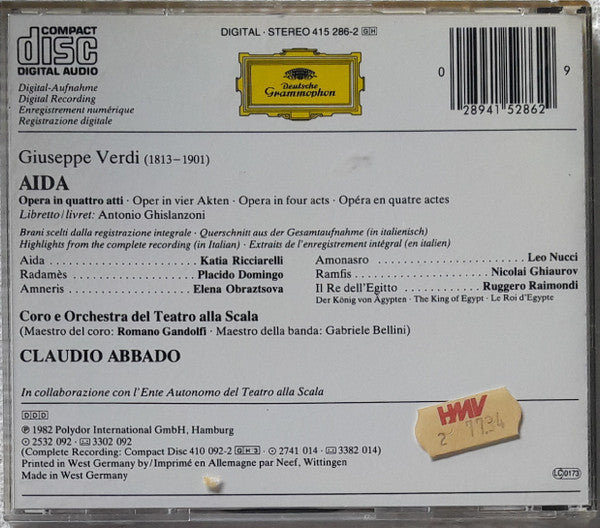 COMPACT
disc
DIGITAL AUDIO
DIGITAL · STEREO 415 286-2 GH
Deutsche
Grammophon
0 28941 52862 9
Digital-Aufnahme
Digital Recording
Enregistrement numérique
Registrazione digitale
Giuseppe Verdi (1813–1901)
AIDA
Opera in quattro atti · Oper in vier Akten · Opera in four acts · Opéra en quatre actes
Libretto/livret: Antonio Ghislanzoni
Brani scelti dalla registrazione integrale · Querschnitt aus der Gesamtaufnahme (in italienisch)
Highlights from the complete recording (in Italian) · Extraits de l'enregistrement intégral (en italien)
Aida Katia Ricciarelli
Radamès Placido Domingo
Amneris Elena Obraztsova
Amonasro Leo Nucci
Ramfis Nicolai Ghiaurov
Il Re dell'Egitto Ruggero Raimondi
Der König von Ägypten · The King of Egypt · Le Roi d'Egypte
Coro e Orchestra del Teatro alla Scala
(Maestro del coro: Romano Gandolfi · Maestro della banda: Gabriele Bellini)
CLAUDIO ABBADO
In collaborazione con l'Ente Autonomo del Teatro alla Scala
DDD
℗ 1982 Polydor International GmbH, Hamburg
2532 092 · 3302 092
(Complete Recording: Compact Disc 410 092-2 GH 3 · 2741 014 · 3382 014)
Printed in West Germany by/Imprimé en Allemagne par Neef, Wittingen
Made in West Germany
HMV
2 7734
LC 0173